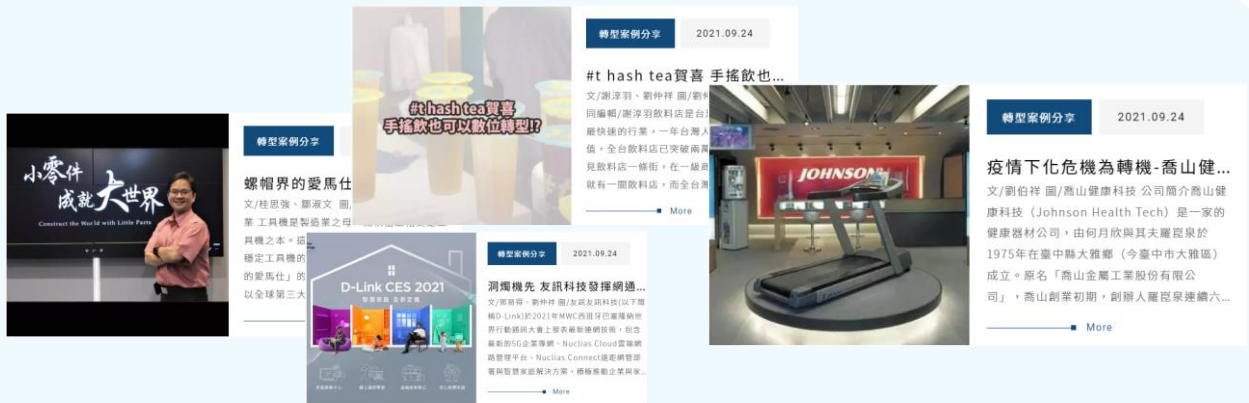 小零件
成就大世界
Construct the World with Little Parts
轉型案例分享
螺帽界的愛馬仕
文/桂思強、鄒淑文 圖/
業 工具機是製造業之母
具機之本。這
穩定工具機的
的愛馬仕」的
以全球第三大
#t hash tea賀喜
手搖飲也可以數位轉型!?
轉型案例分享
2021.09.24
#t hash tea賀喜 手搖飲也...
文/謝淳羽、劉仲祥 圖/劉仲
同編輯/謝淳羽飲料店是台灣
最快速的行業，一年台灣人
值，全台飲料店已突破兩萬
見飲料店一條街，在一級商
就有一間飲料店，而全台灣
More
D-Link CES 2021
轉型案例分享
2021.09.24
洞燭機先 友訊科技發揮網通...
文/鄧易得、劉仲祥 圖/友訊友訊科技(以下簡
稱D-Link)於2021年MWC西班牙巴塞隆納世
界行動通訊大會上發表最新連網技術，包含
最新的5G企業專網、Nuclias Cloud雲端網
路管理平台、Nuclias Connect遠距網管部
署與智慧家庭解決方案，積極推動企業與家...
More
JOHNSON
轉型案例分享
2021.09.24
疫情下化危機為轉機-喬山健...
文/劉伯祥 圖/喬山健康科技 公司簡介喬山健
康科技（Johnson Health Tech）是一家的
健康器材公司，由何月欣與其夫羅崑泉於
1975年在臺中縣大雅鄉（今臺中市大雅區）
成立。原名「喬山金屬工業股份有限公
司」，喬山創業初期，創辦人羅崑泉連續六...
More